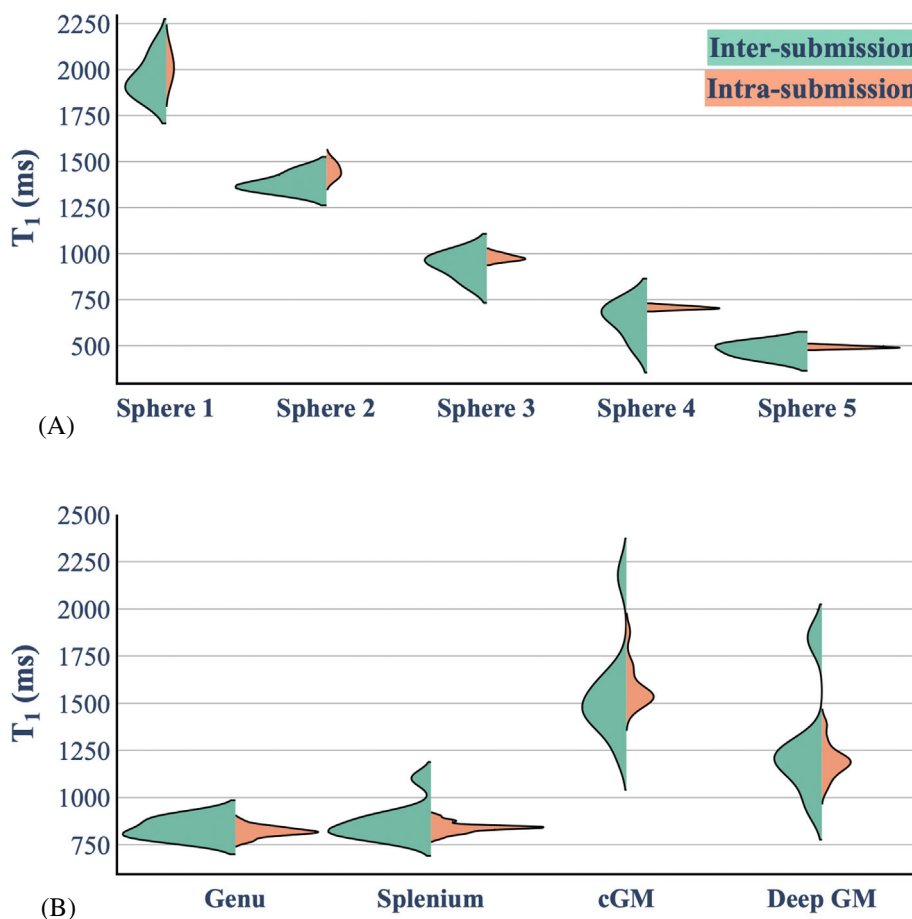 2250
2000
1750
1500
1250
1000
750
500
T₁ (ms)
Inter-submission
Intra-submission
Sphere 1 Sphere 2 Sphere 3 Sphere 4 Sphere 5
(A)
2500
2250
2000
1750
1500
1250
1000
750
T₁ (ms)
Genu Splenium cGM Deep GM
(B)